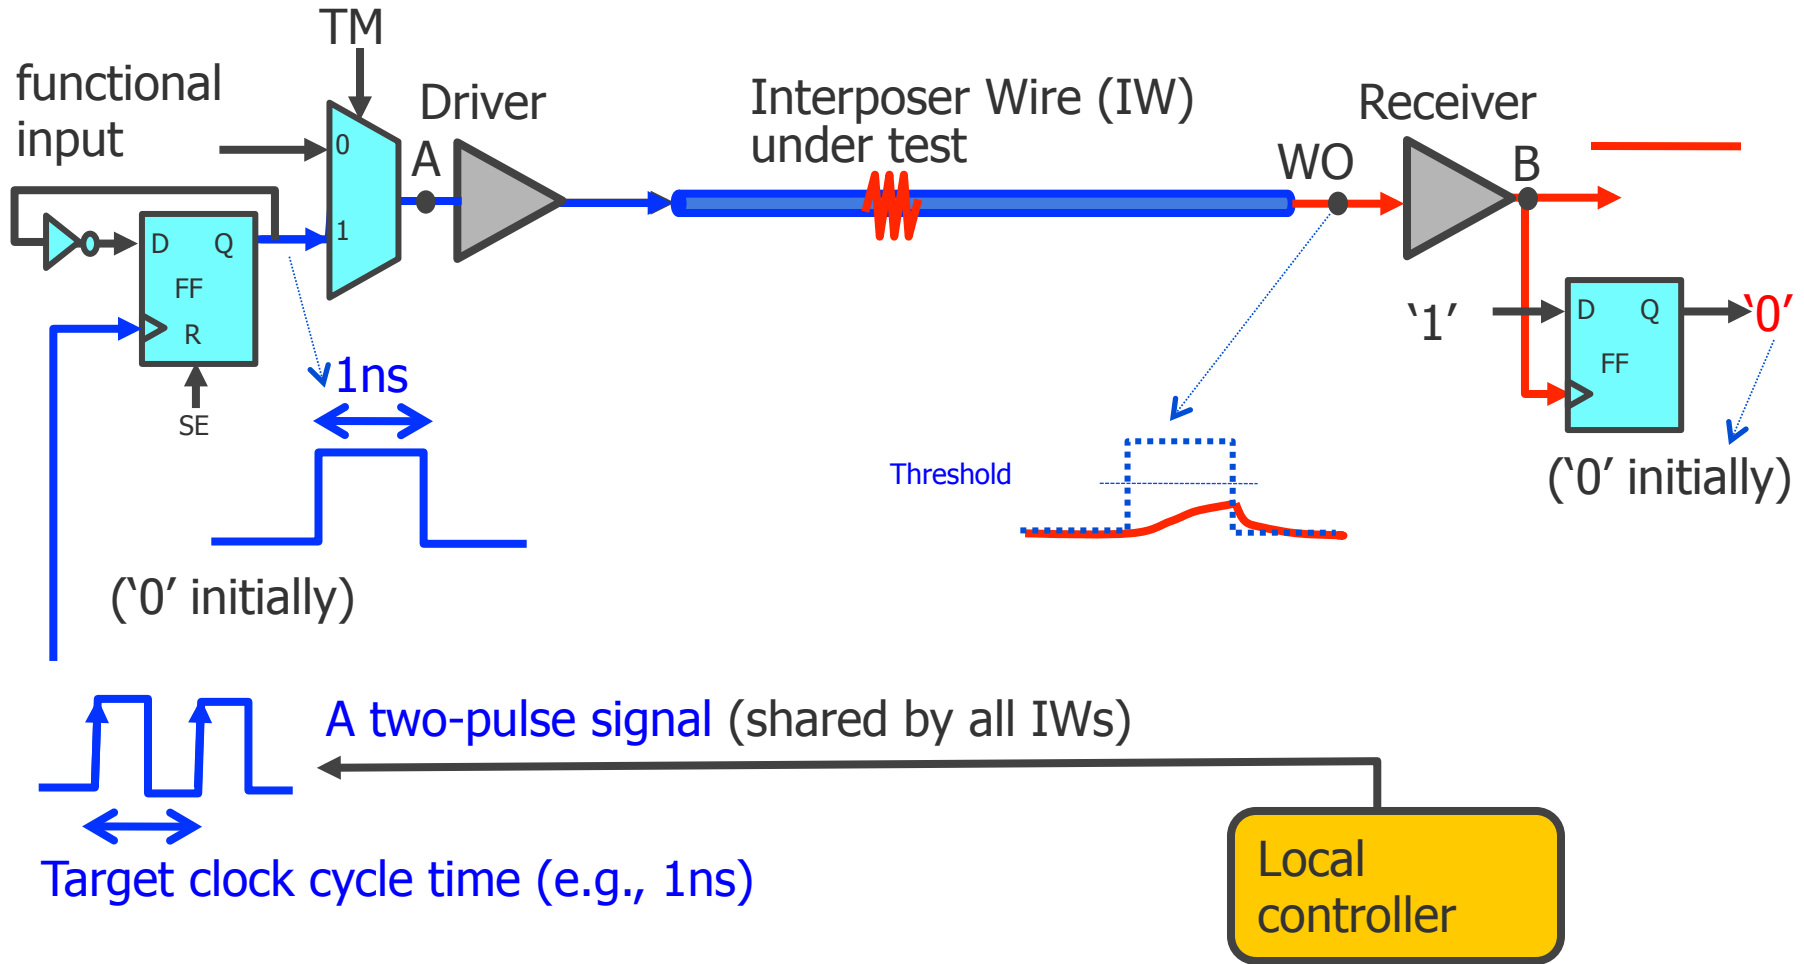 TM
functional
input
Driver
Interposer Wire (IW)
under test
Receiver
0
A
WO
B
1
D Q
FF
R
SE
1ns
‘1’
D Q
FF
‘0’
Threshold
(‘0’ initially)
(‘0’ initially)
A two-pulse signal (shared by all IWs)
Target clock cycle time (e.g., 1ns)
Local
controller